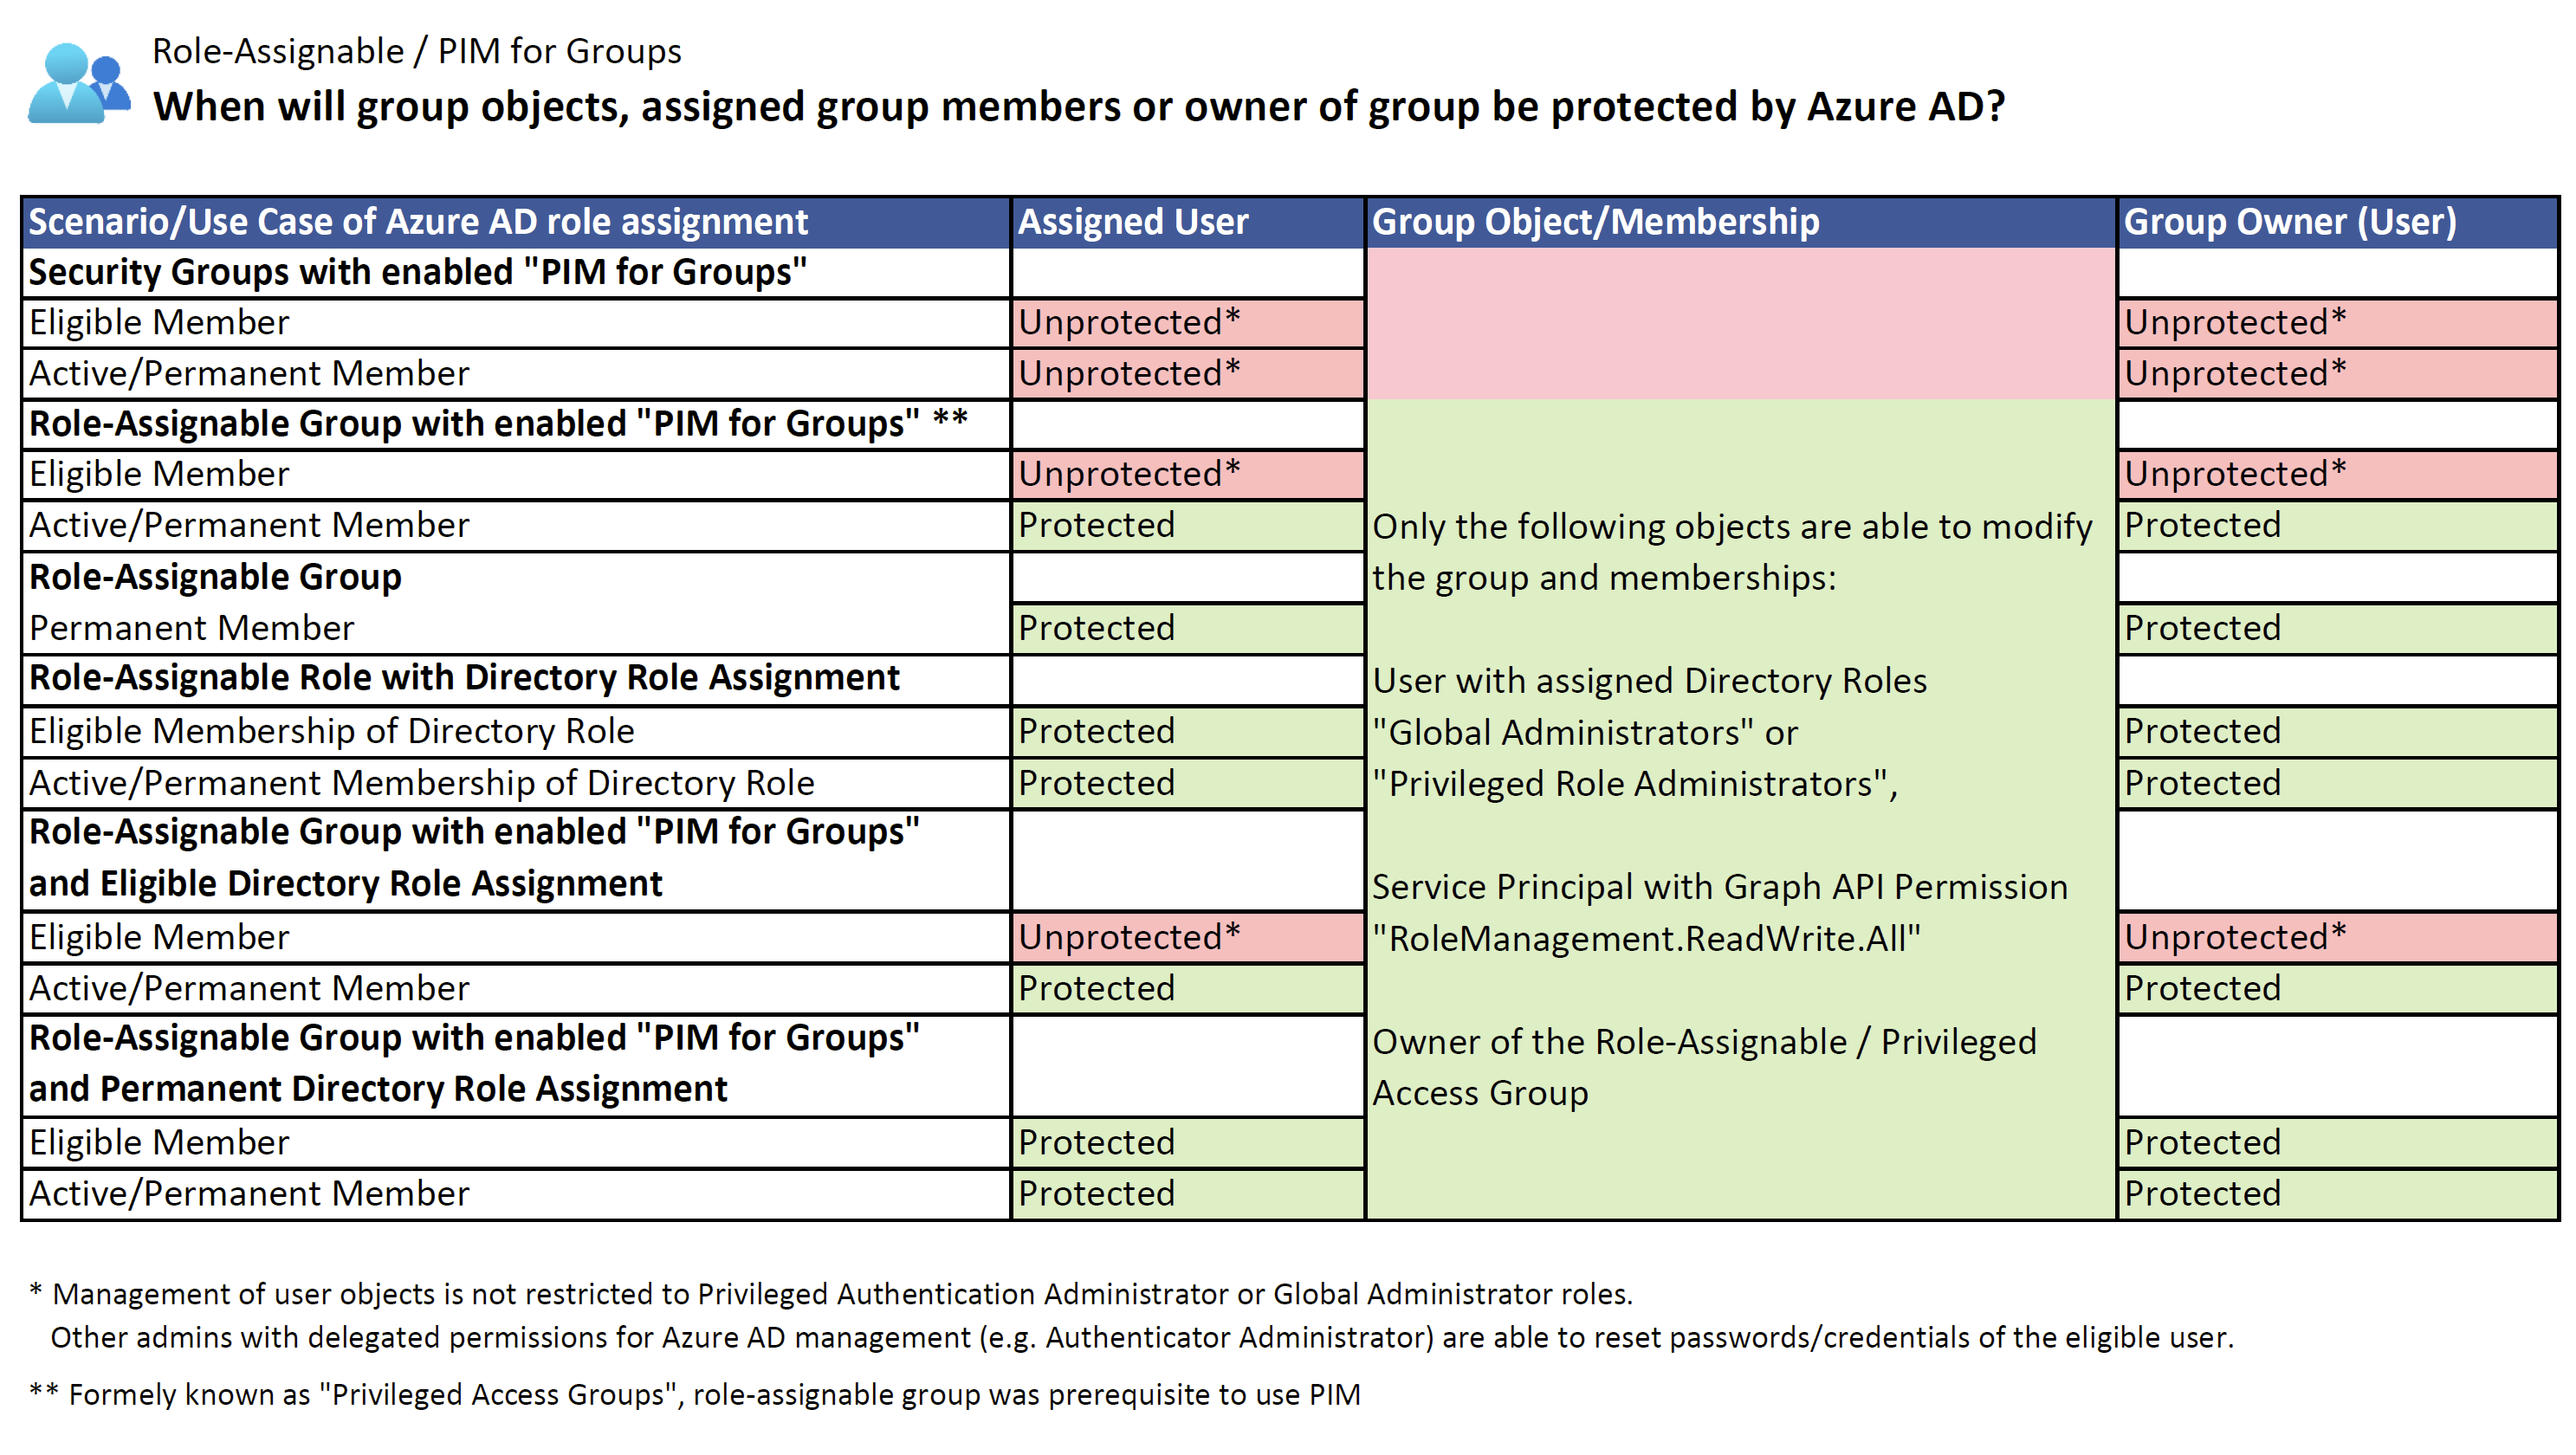 Role-Assignable / PIM for Groups
When will group objects, assigned group members or owner of group be protected by Azure AD?
Scenario/Use Case of Azure AD role assignment
Assigned User
Group Object/Membership
Group Owner (User)
Security Groups with enabled "PIM for Groups"
Eligible Member
Unprotected*
Unprotected*
Active/Permanent Member
Unprotected*
Unprotected*
Role-Assignable Group with enabled "PIM for Groups" **
Eligible Member
Unprotected*
Unprotected*
Active/Permanent Member
Protected
Protected
Role-Assignable Group
Permanent Member
Protected
Protected
Role-Assignable Role with Directory Role Assignment
Eligible Membership of Directory Role
Protected
Protected
Active/Permanent Membership of Directory Role
Protected
Protected
Role-Assignable Group with enabled "PIM for Groups"
and Eligible Directory Role Assignment
Eligible Member
Unprotected*
Unprotected*
Active/Permanent Member
Protected
Protected
Role-Assignable Group with enabled "PIM for Groups"
and Permanent Directory Role Assignment
Eligible Member
Protected
Protected
Active/Permanent Member
Protected
Protected
Only the following objects are able to modify
the group and memberships:
User with assigned Directory Roles
"Global Administrators" or
"Privileged Role Administrators",
Service Principal with Graph API Permission
"RoleManagement.ReadWrite.All"
Owner of the Role-Assignable / Privileged
Access Group
* Management of user objects is not restricted to Privileged Authentication Administrator or Global Administrator roles.
Other admins with delegated permissions for Azure AD management (e.g. Authenticator Administrator) are able to reset passwords/credentials of the eligible user.
** Formely known as "Privileged Access Groups", role-assignable group was prerequisite to use PIM